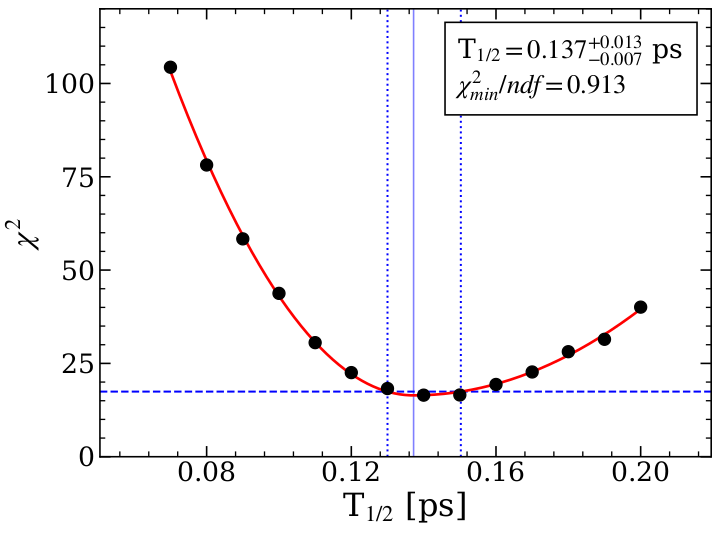 T₁/₂ = 0.137⁺⁰·⁰¹³₋₀.₀₀₇ ps
χ²ₘᵢₙ/ndf = 0.913
100
75
50
25
0
χ²
0.08 0.12 0.16 0.20
T₁/₂ [ps]